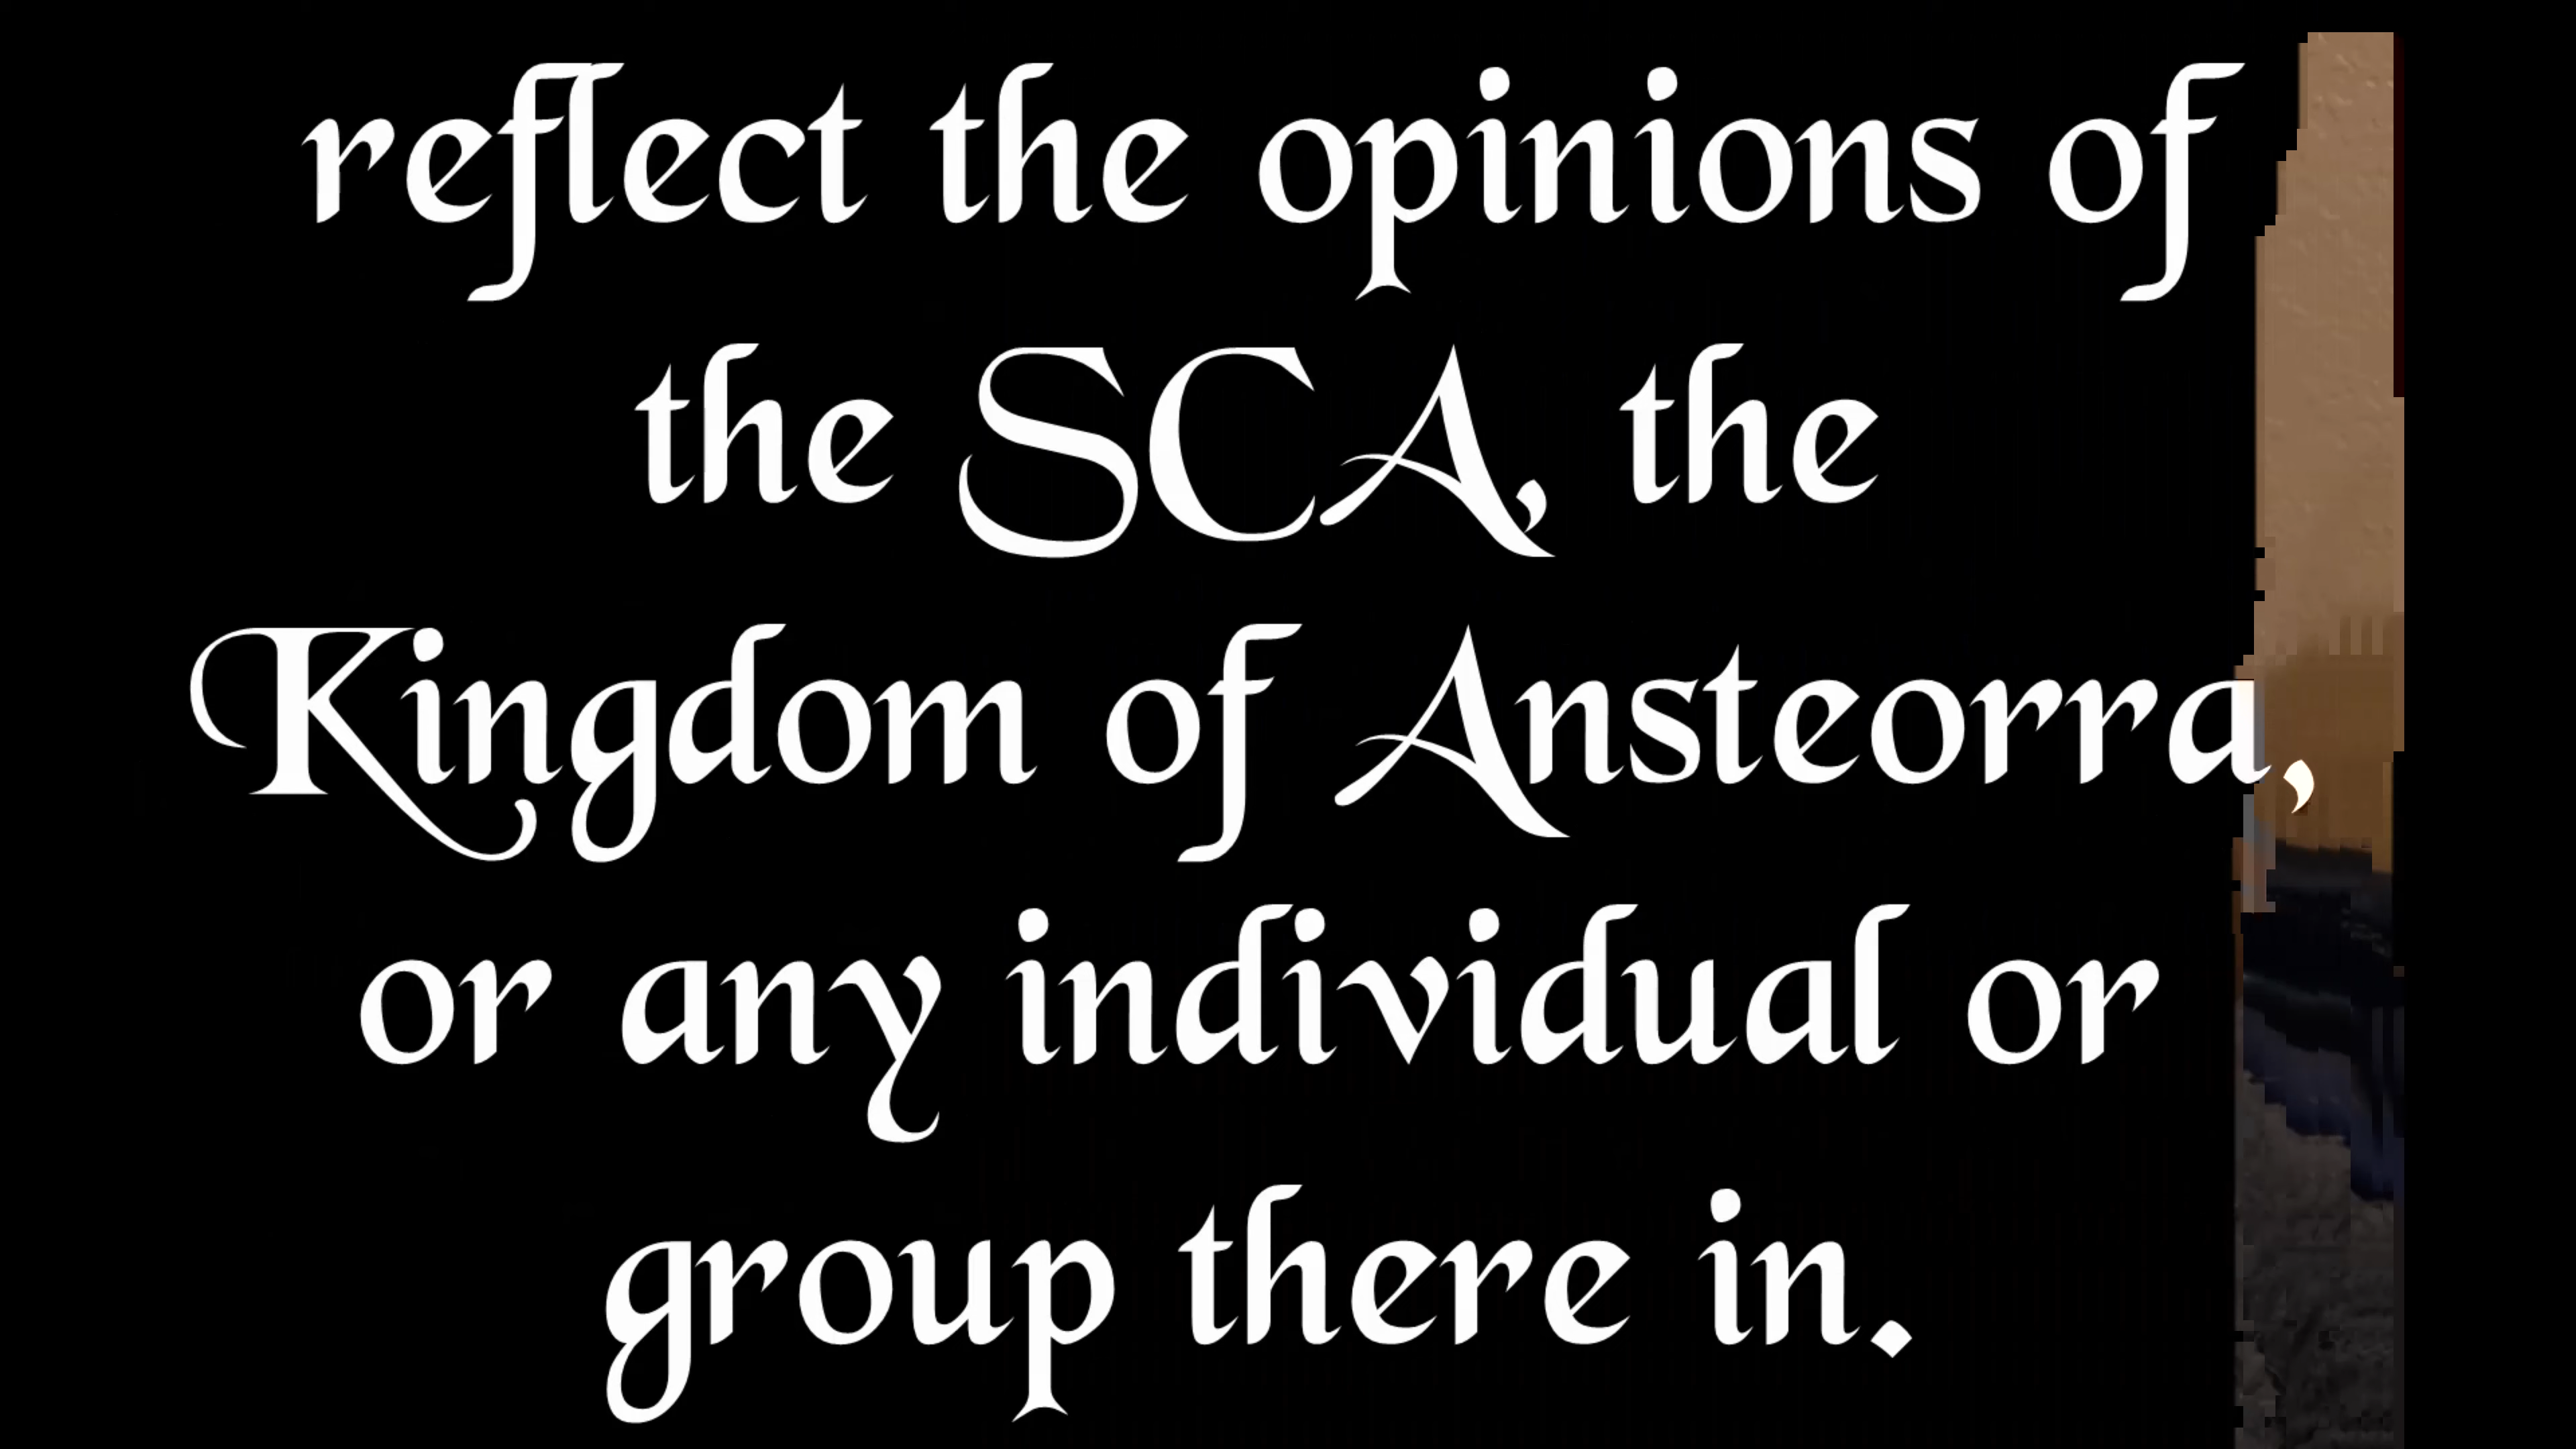 reflect the opinions of
the SCA, the
Kingdom of Ansteorra,
or any individual or
group there in.